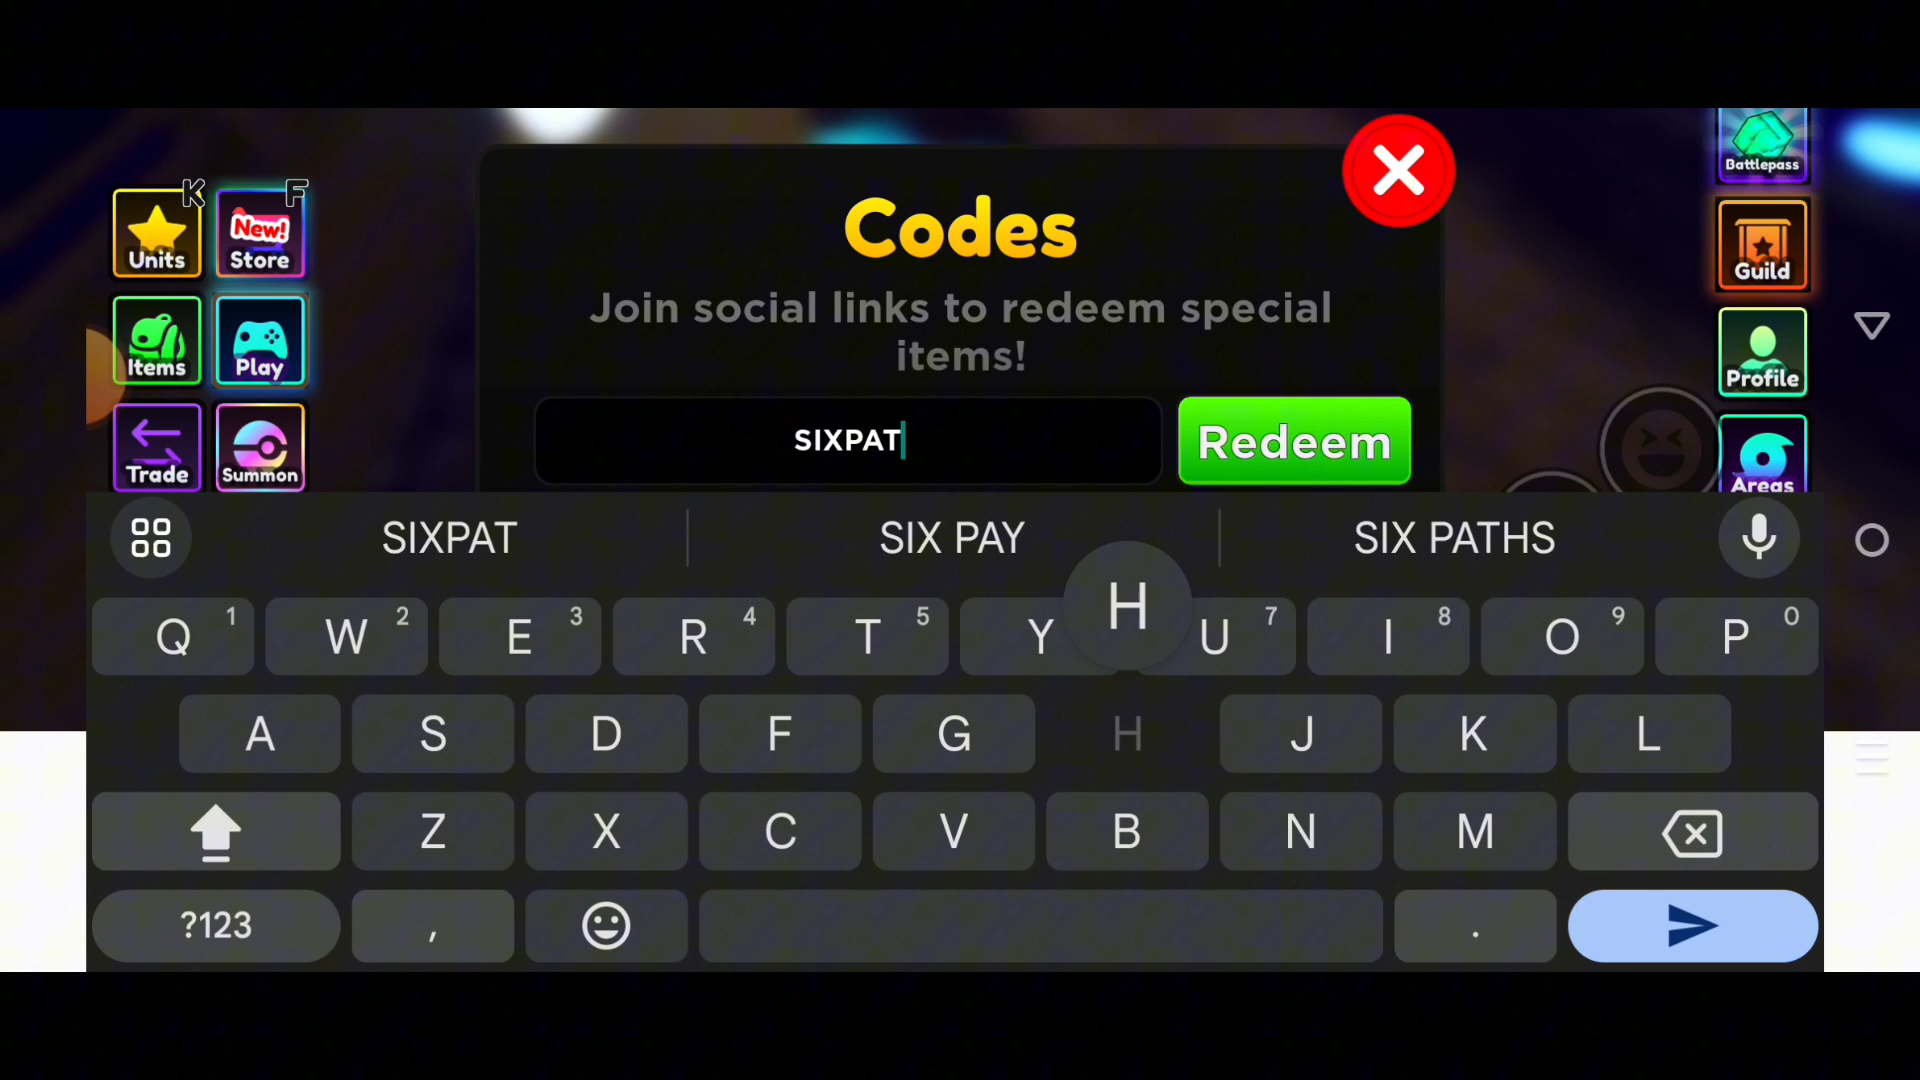 K F
Units New! Store
Items Play
Trade Summon
Codes
Join social links to redeem special
items!
SIXPAT Redeem
Battlepass
Guild
Profile
Areas
SIXPAT SIX PAY SIX PATHS
H
Q 1 W 2 E 3 R 4 T 5 Y U 7 I 8 O 9 P 0
A S D F G H J K L
Z X C V B N M
?123 , .